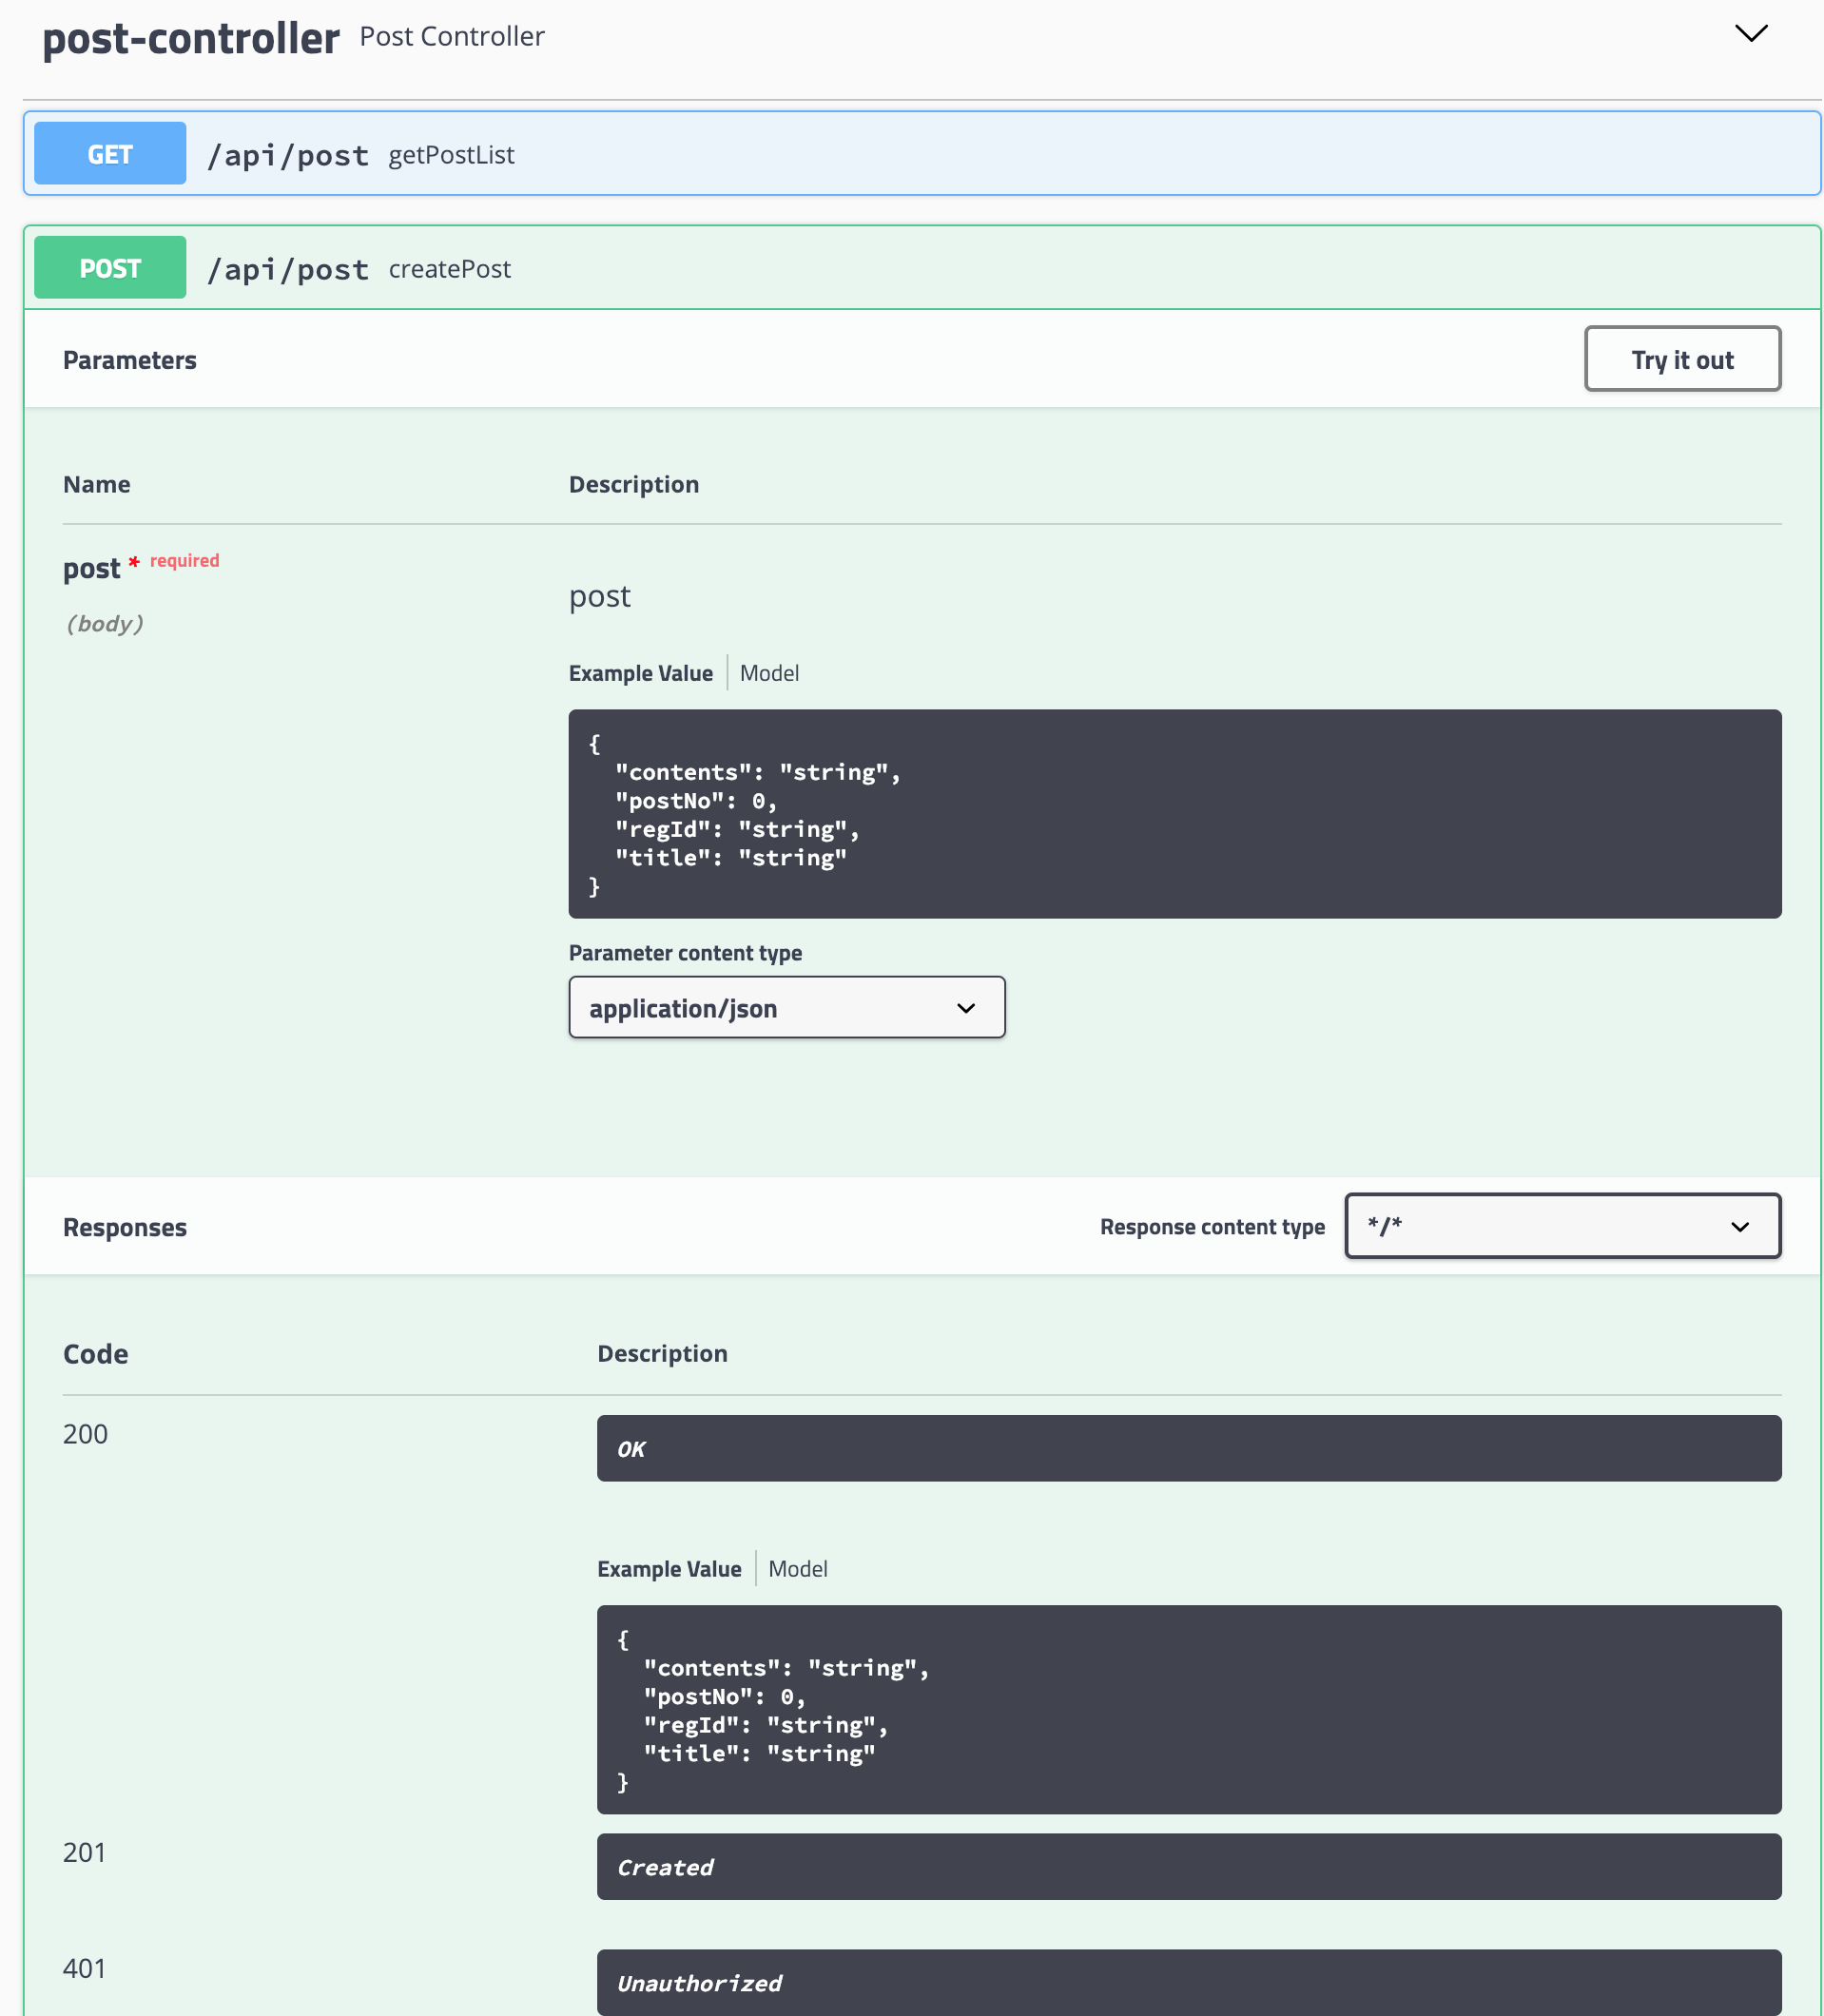 post-controller Post Controller
GET /api/post getPostList
POST /api/post createPost
Parameters Try it out
Name Description
post * required
(body)
post
Example Value Model
{
  "contents": "string",
  "postNo": 0,
  "regId": "string",
  "title": "string"
}
Parameter content type
application/json
Responses Response content type */*
Code Description
200 OK
Example Value Model
{
  "contents": "string",
  "postNo": 0,
  "regId": "string",
  "title": "string"
}
201 Created
401 Unauthorized